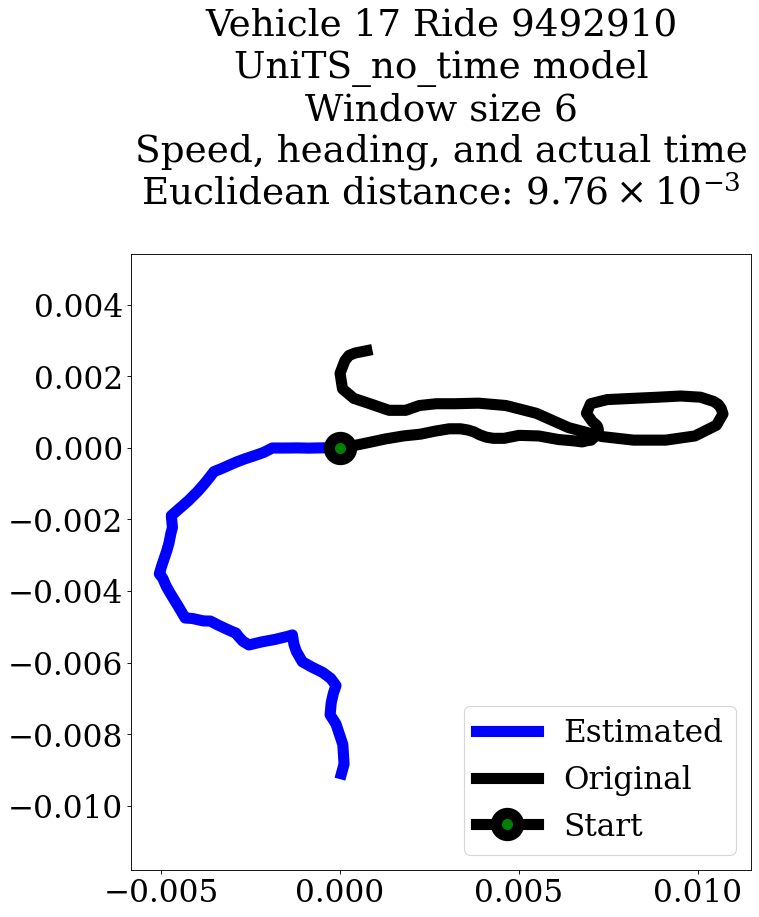 Vehicle 17 Ride 9492910
UniTS_no_time model
Window size 6
Speed, heading, and actual time
Euclidean distance: 9.76 × 10⁻³
0.004
0.002
0.000
−0.002
−0.004
−0.006
−0.008
−0.010
Estimated
Original
Start
−0.005
0.000
0.005
0.010